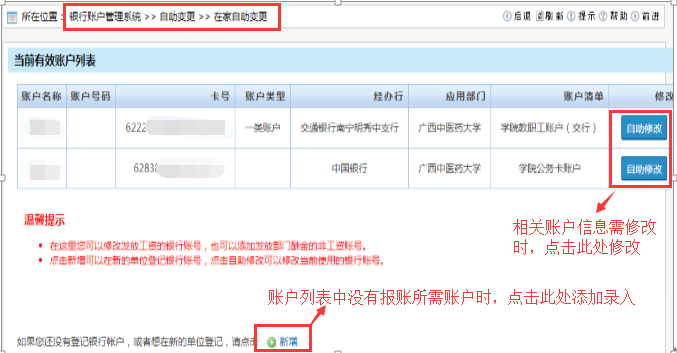 所在位置: 银行账户管理系统 >> 自助变更 >> 在家自助变更 后退 刷新 提示 帮助 前进
当前有效账户列表
账户名称 账户号码 卡号 账户类型 经办行 应用部门 账户清单 修改
6222 一类账户 交通银行南宁明秀中支行 广西中医药大学 学院教职工账户（交行） 自助修改
6283 中国银行 广西中医药大学 学院公务卡账户 自助修改
温馨提示
相关账户信息需修改
时，点击此处修改
• 在这里您可以修改发放工资的银行账号，也可以添加发放部门酬金的非工资账号。
• 点击新增可以在新的单位登记银行账号，点击自助修改可以修改当前使用的银行账号。
账户列表中没有报账所需账户时，点击此处添加录入
如果您还没有登记银行帐户，或者想在新的单位登记，请点击 新增